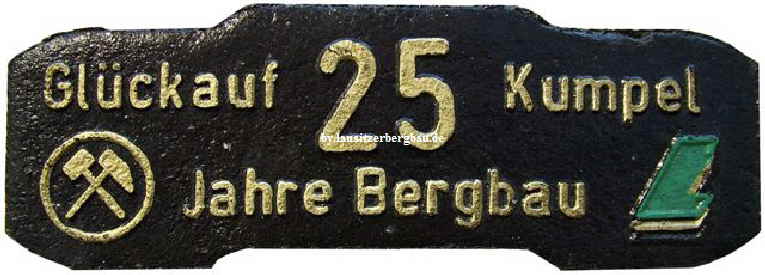 Glückauf 25 Kumpel
by.lausitzerbergbau.de
Jahre Bergbau